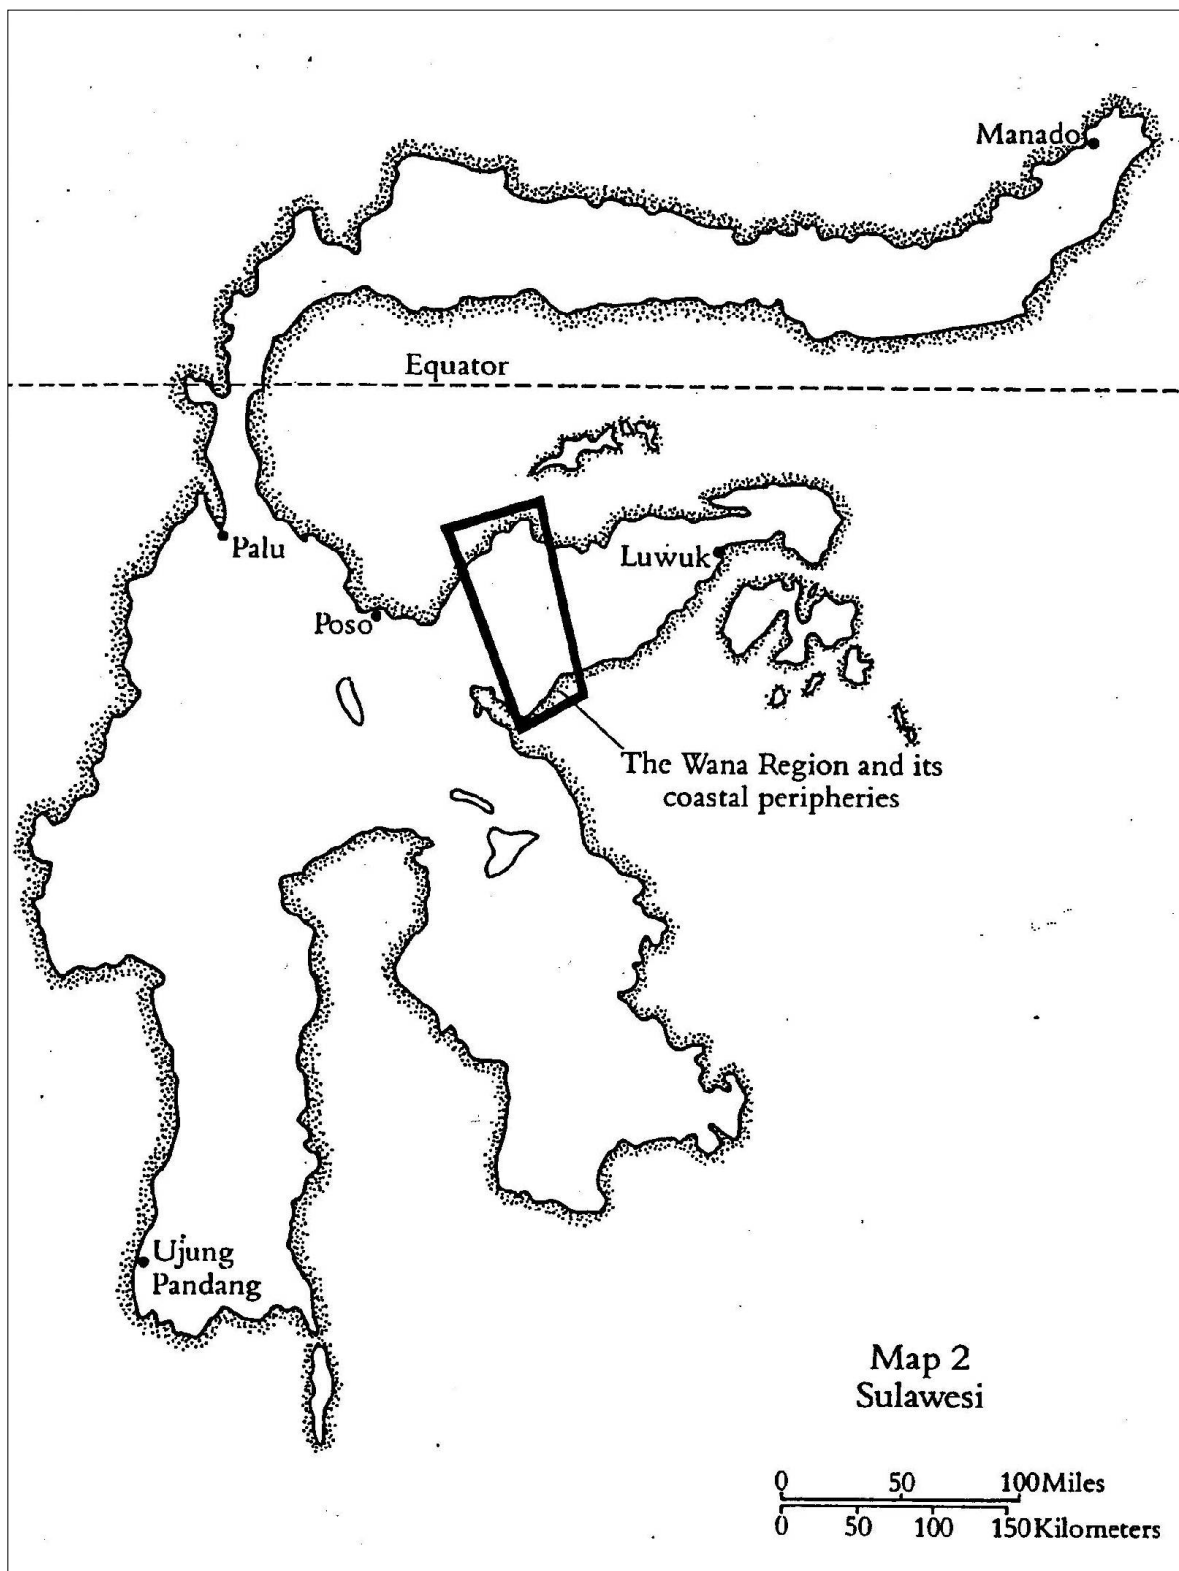 Manado
Equator
Palu
Luwuk
Poso
The Wana Region and its
coastal peripheries
Ujung
Pandang
Map 2
Sulawesi
0 50 100 Miles
0 50 100 150 Kilometers